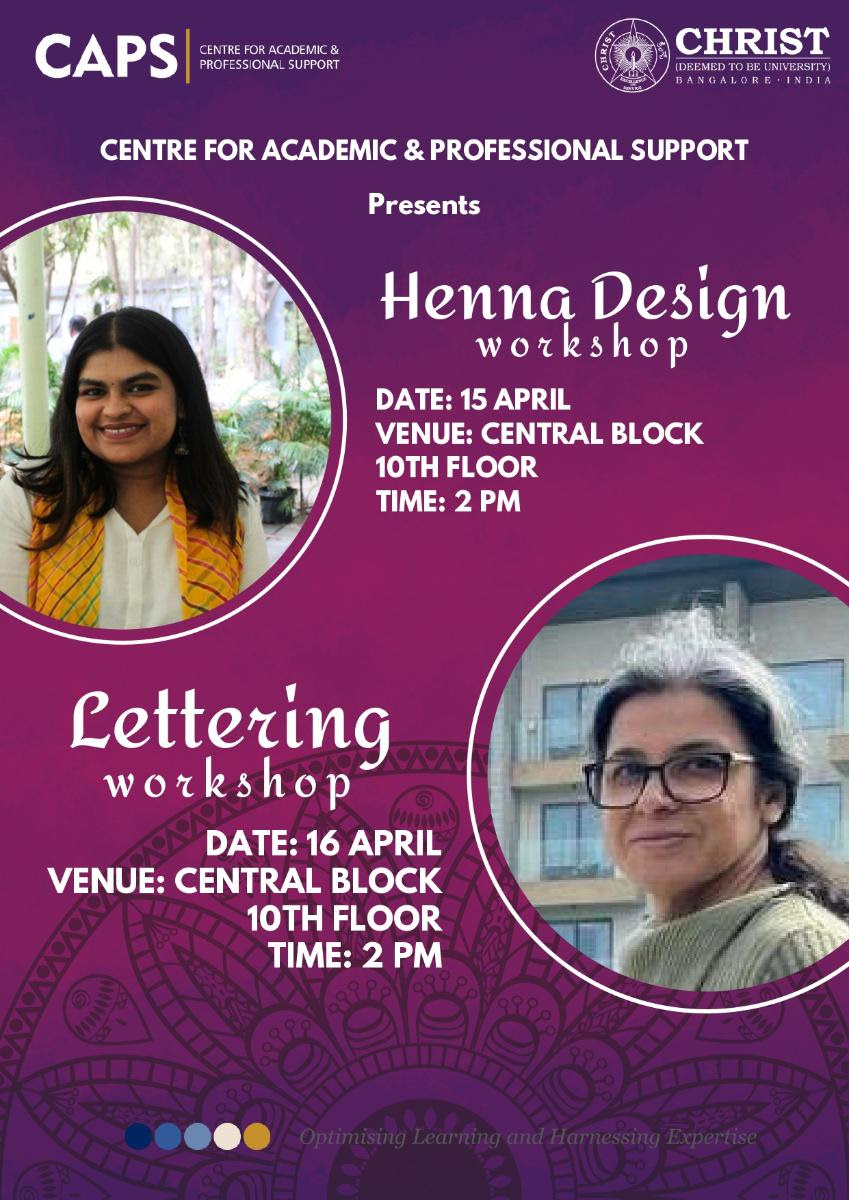 CAPS
CENTRE FOR ACADEMIC &
PROFESSIONAL SUPPORT
CHRIST
(DEEMED TO BE UNIVERSITY)
BANGALORE · INDIA
CENTRE FOR ACADEMIC & PROFESSIONAL SUPPORT
Presents
Henna Design
workshop
DATE: 15 APRIL
VENUE: CENTRAL BLOCK
10TH FLOOR
TIME: 2 PM
Lettering
workshop
DATE: 16 APRIL
VENUE: CENTRAL BLOCK
10TH FLOOR
TIME: 2 PM
Optimising Learning and Harnessing Expertise